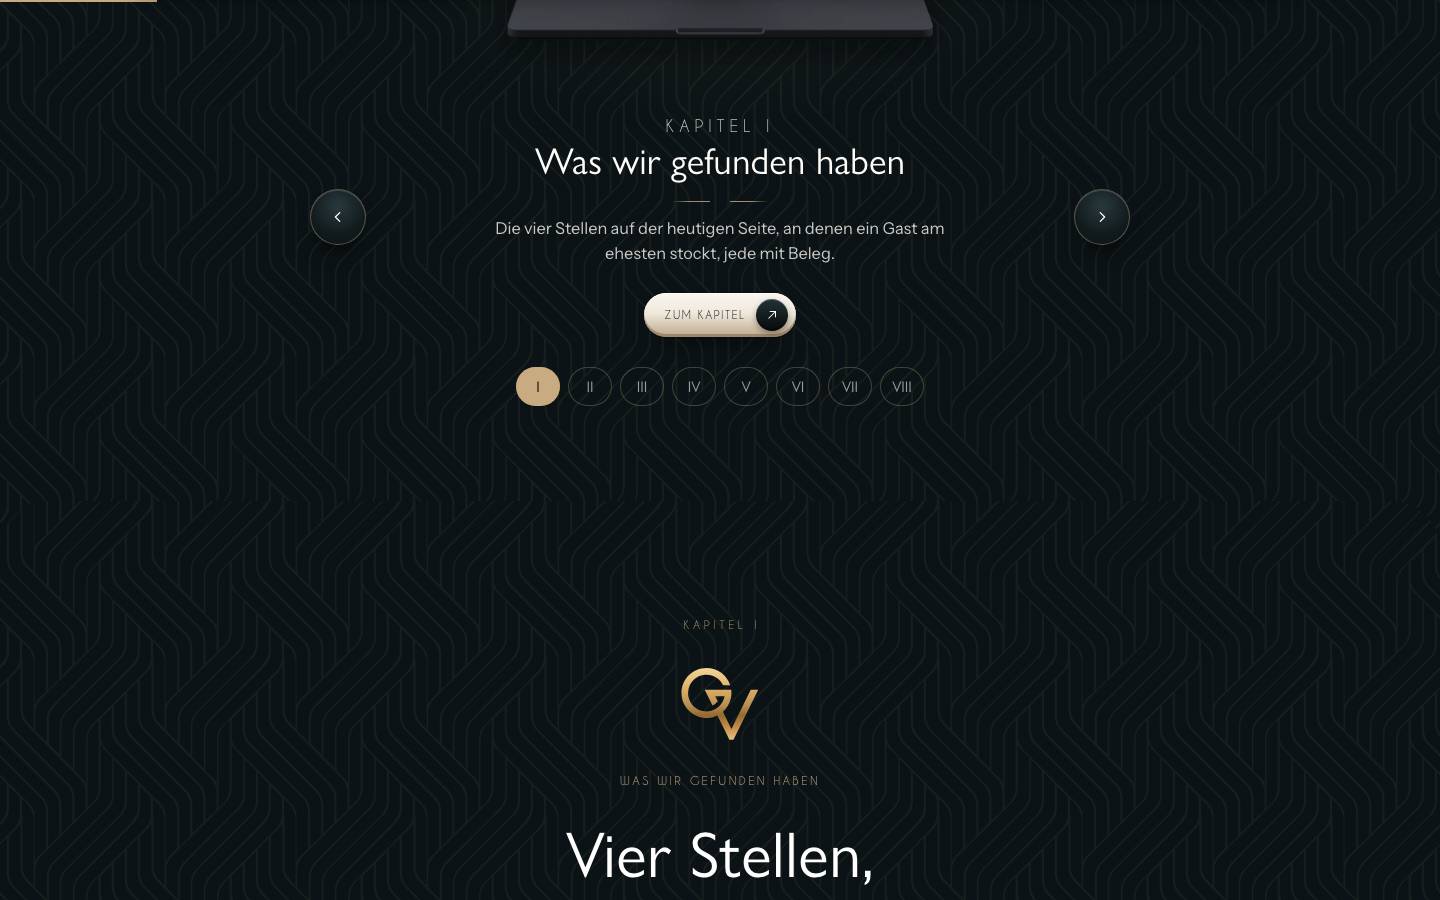 KAPITEL I
Was wir gefunden haben
Die vier Stellen auf der heutigen Seite, an denen ein Gast am
ehesten stockt, jede mit Beleg.
ZUM KAPITEL
I II III IV V VI VII VIII
KAPITEL I
GV
WAS WIR GEFUNDEN HABEN
Vier Stellen,